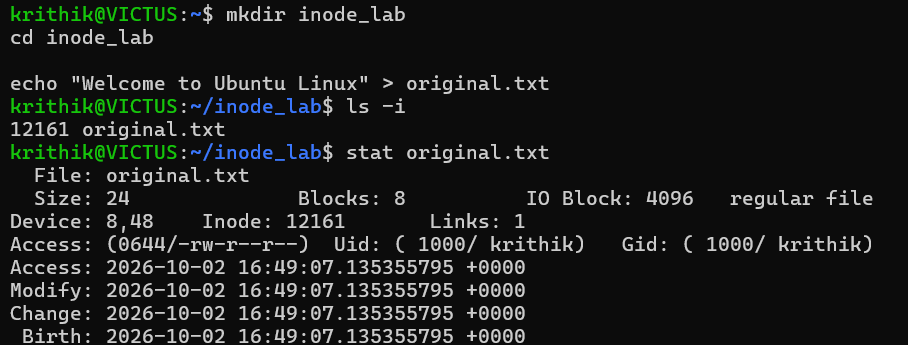 krithik@VICTUS:~$ mkdir inode_lab
cd inode_lab

echo "Welcome to Ubuntu Linux" > original.txt
krithik@VICTUS:~/inode_lab$ ls -i
12161 original.txt
krithik@VICTUS:~/inode_lab$ stat original.txt
  File: original.txt
  Size: 24              Blocks: 8          IO Block: 4096   regular file
Device: 8,48    Inode: 12161       Links: 1
Access: (0644/-rw-r--r--)  Uid: ( 1000/ krithik)   Gid: ( 1000/ krithik)
Access: 2026-10-02 16:49:07.135355795 +0000
Modify: 2026-10-02 16:49:07.135355795 +0000
Change: 2026-10-02 16:49:07.135355795 +0000
 Birth: 2026-10-02 16:49:07.135355795 +0000